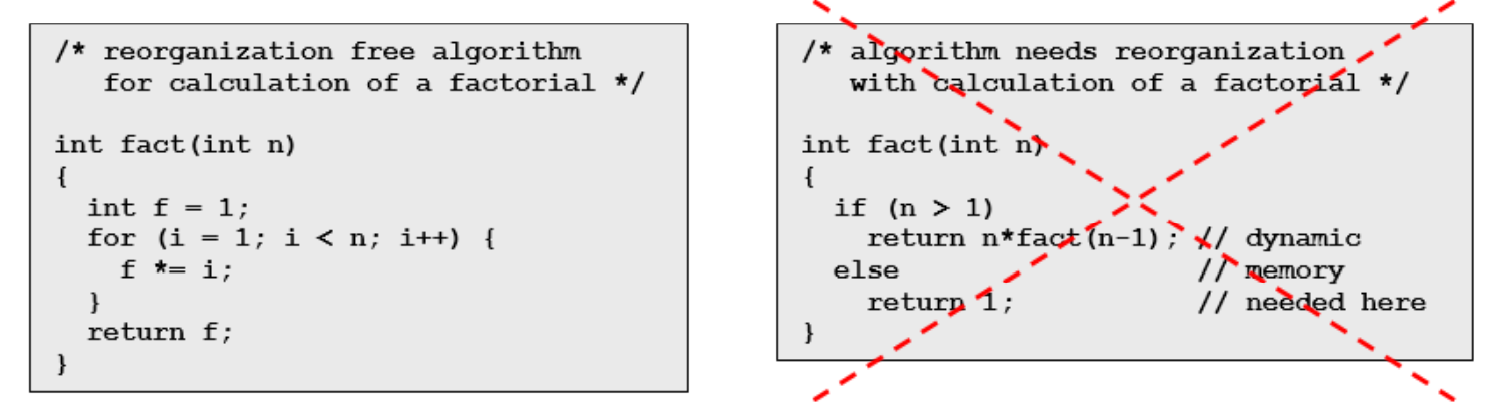 /* reorganization free algorithm
   for calculation of a factorial */

int fact(int n)
{
  int f = 1;
  for (i = 1; i < n; i++) {
    f *= i;
  }
  return f;
}

/* algorithm needs reorganization
   with calculation of a factorial */

int fact(int n)
{
  if (n > 1)
    return n*fact(n-1); // dynamic
  else                  // memory
    return 1;           // needed here
}